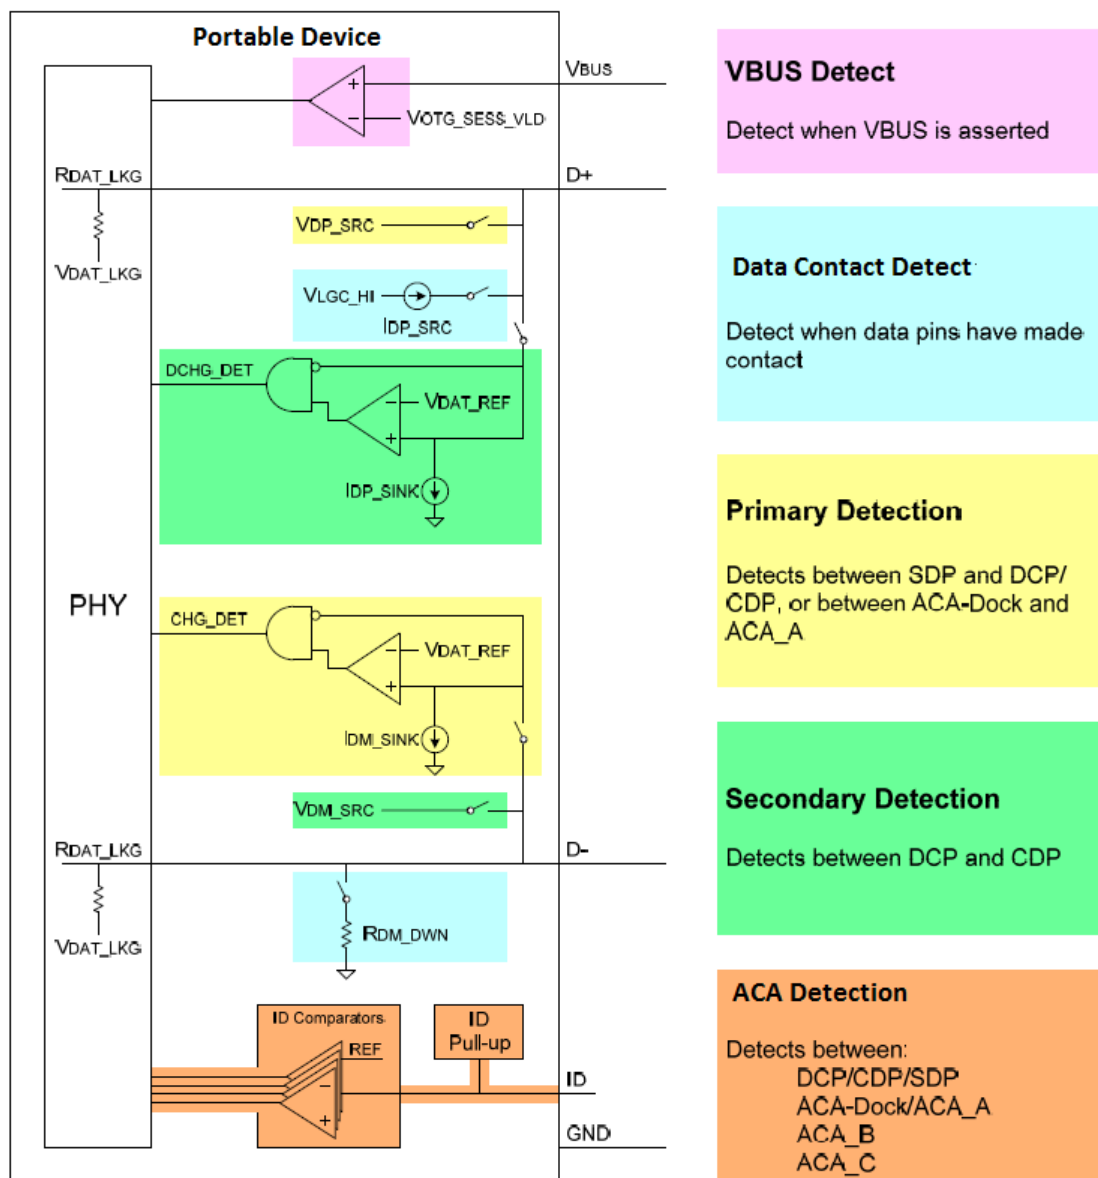 Portable Device
VBUS
VOTG_SESS_VLD
RDAT_LKG
D+
VDP_SRC
VDAT_LKG
VLGC_HI
IDP_SRC
DCHG_DET
VDAT_REF
IDP_SINK
PHY
CHG_DET
VDAT_REF
IDM_SINK
VDM_SRC
RDAT_LKG
D-
RDM_DWN
VDAT_LKG
ID Comparators
REF
ID
Pull-up
ID
GND
VBUS Detect
Detect when VBUS is asserted
Data Contact Detect
Detect when data pins have made
contact
Primary Detection
Detects between SDP and DCP/
CDP, or between ACA-Dock and
ACA_A
Secondary Detection
Detects between DCP and CDP
ACA Detection
Detects between:
DCP/CDP/SDP
ACA-Dock/ACA_A
ACA_B
ACA_C